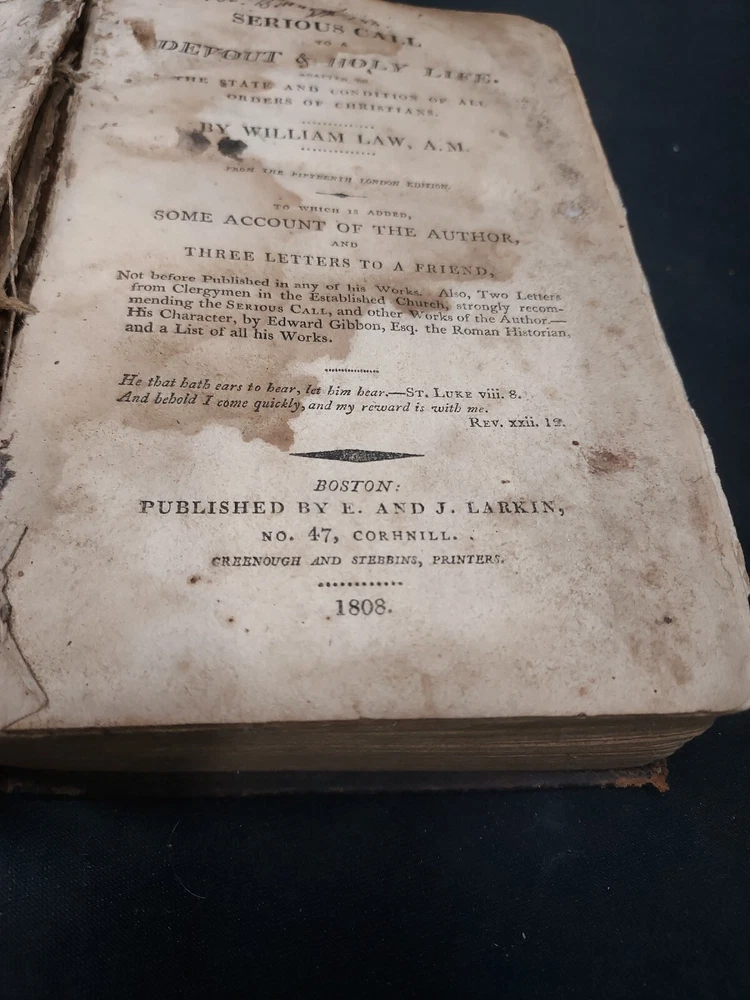 SERIOUS CALL
TO A
DEVOUT & HOLY LIFE.
ADAPTED TO
THE STATE AND CONDITION OF ALL
ORDERS OF CHRISTIANS.
BY WILLIAM LAW, A.M.
FROM THE FIFTEENTH LONDON EDITION.
TO WHICH IS ADDED,
SOME ACCOUNT OF THE AUTHOR,
AND
THREE LETTERS TO A FRIEND,
Not before Published in any of his Works. Also, Two Letters
from Clergymen in the Established Church, strongly recom-
mending the SERIOUS CALL, and other Works of the Author.—
His Character, by Edward Gibbon, Esq. the Roman Historian,
and a List of all his Works.
He that hath ears to hear, let him hear.—ST. LUKE viii. 8.
And behold I come quickly, and my reward is with me.
REV. xxii. 12.
BOSTON:
PUBLISHED BY E. AND J. LARKIN,
NO. 47, CORHNILL.
GREENOUGH AND STEBBINS, PRINTERS.
1808.